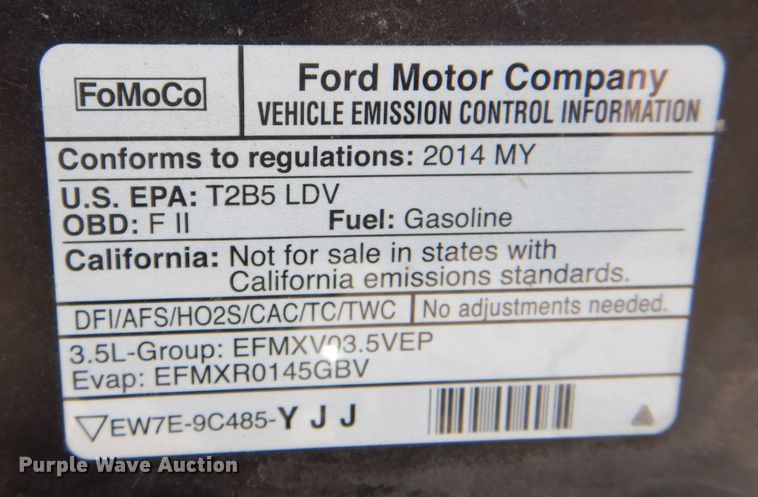 FoMoCo
Ford Motor Company
VEHICLE EMISSION CONTROL INFORMATION
Conforms to regulations: 2014 MY
U.S. EPA: T2B5 LDV
OBD: F II Fuel: Gasoline
California: Not for sale in states with
California emissions standards.
DFI/AFS/HO2S/CAC/TC/TWC No adjustments needed.
3.5L-Group: EFMXV03.5VEP
Evap: EFMXR0145GBV
EW7E-9C485-YJJ
Purple Wave Auction